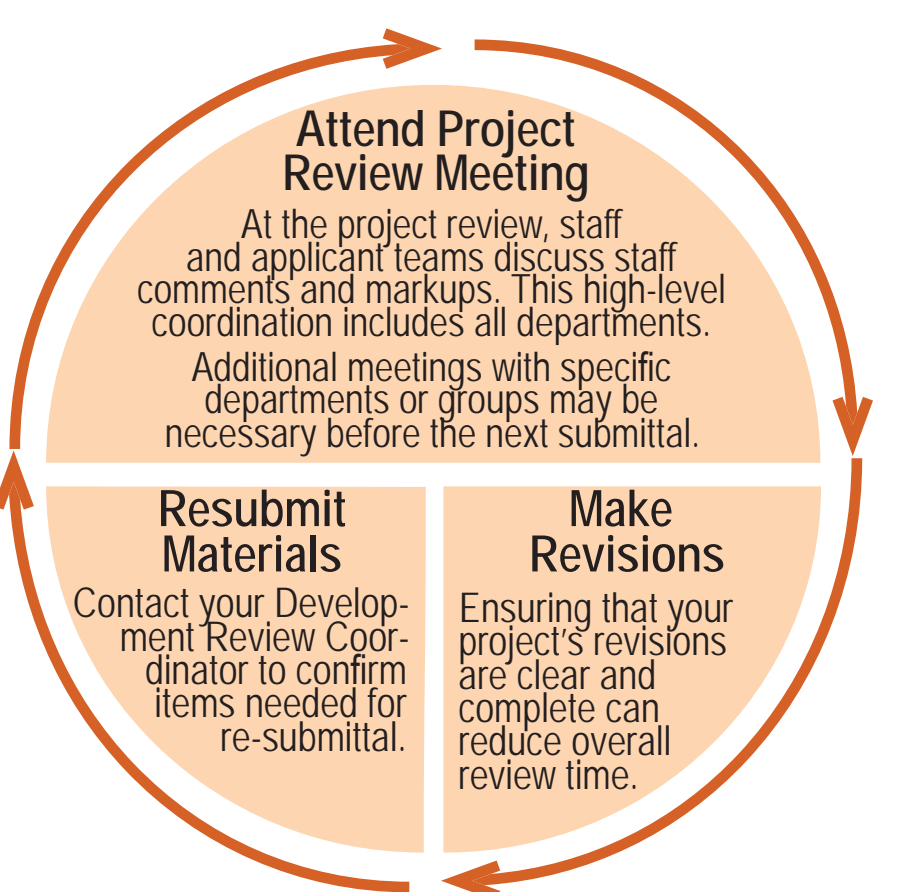 Attend Project
Review Meeting
At the project review, staff
and applicant teams discuss staff
comments and markups. This high-level
coordination includes all departments.
Additional meetings with specific
departments or groups may be
necessary before the next submittal.
Resubmit
Materials
Contact your Develop-
ment Review Coor-
dinator to confirm
items needed for
re-submittal.
Make
Revisions
Ensuring that your
project's revisions
are clear and
complete can
reduce overall
review time.